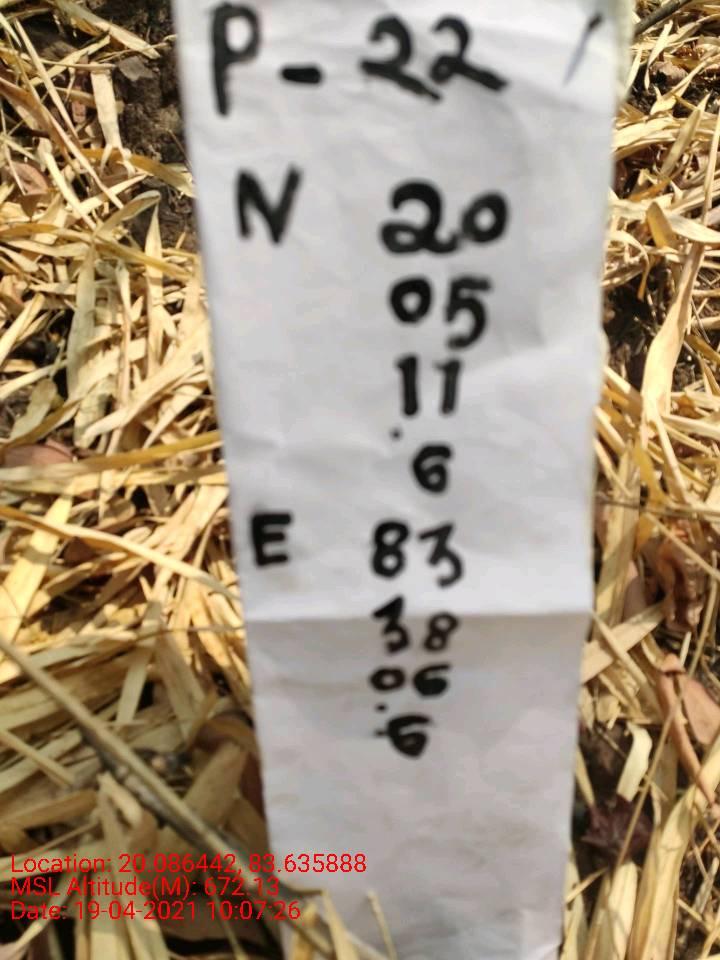 P - 22
N 20
05
11
.6
E 83
38
06
.6
Location: 20.086442, 83.635888
MSL Altitude(M): 672.13
Date: 19-04-2021 10:07:26